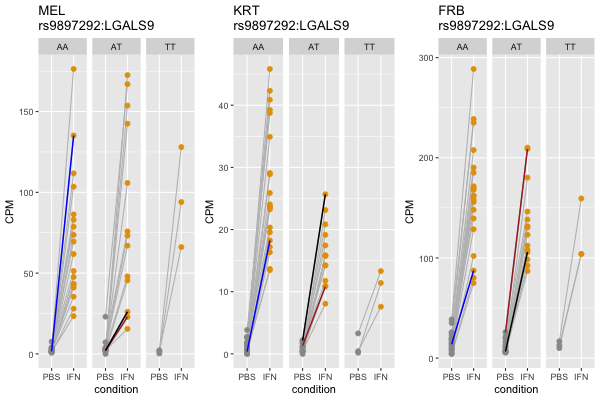 MEL
rs9897292:LGALS9
AA AT TT
CPM
150
100
50
0
PBS IFN PBS IFN PBS IFN
condition
KRT
rs9897292:LGALS9
AA AT TT
CPM
40
30
20
10
0
PBS IFN PBS IFN PBS IFN
condition
FRB
rs9897292:LGALS9
AA AT TT
CPM
300
200
100
0
PBS IFN PBS IFN PBS IFN
condition